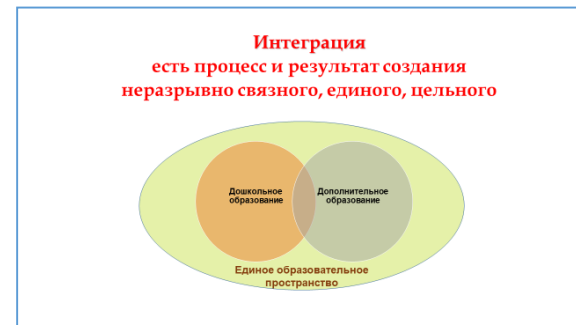 Интеграция
есть процесс и результат создания
неразрывно связного, единого, цельного
Дошкольное
образование
Дополнительное
образование
Единое образовательное
пространство